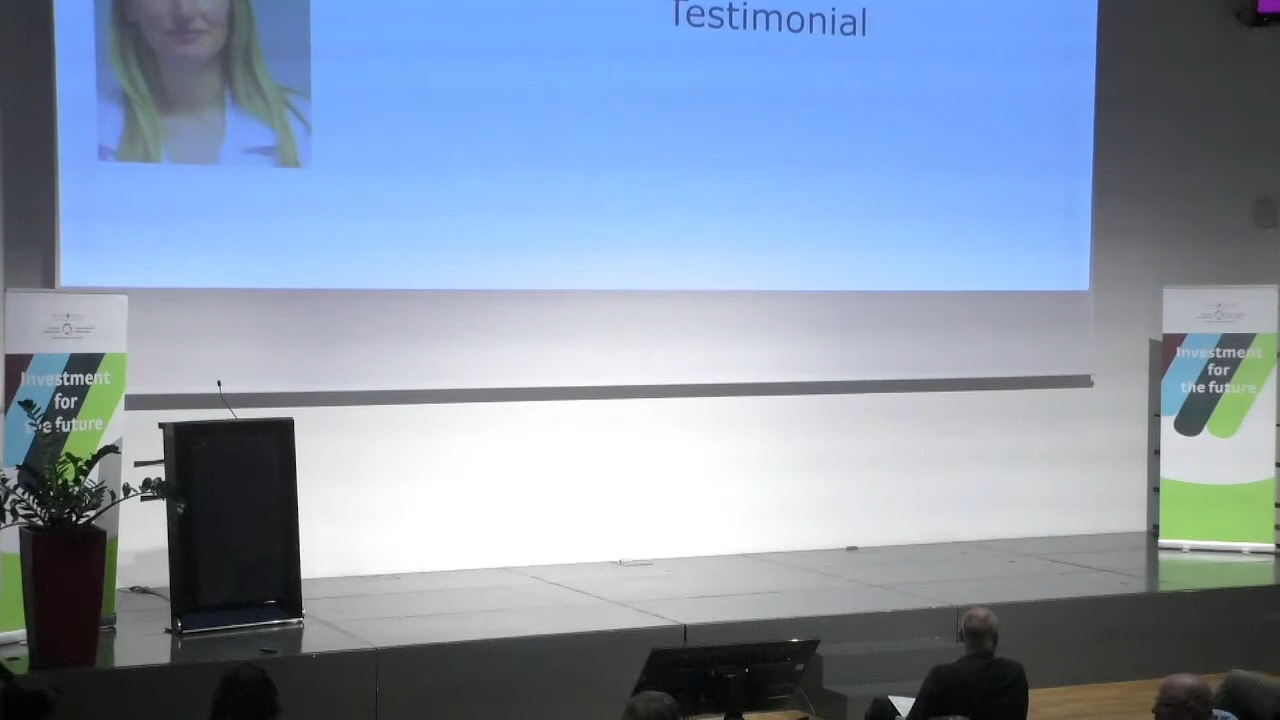 Testimonial
Investment
for
the future
Investment
for
the future